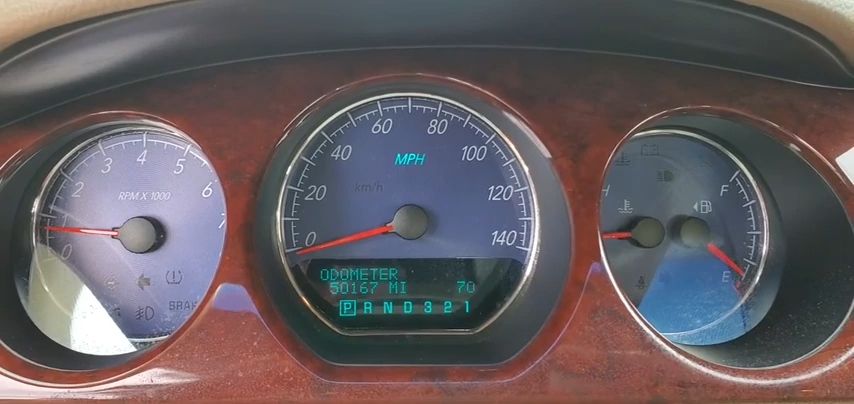 0 1 2 3 4 5 6 7
RPM X 1000
BRAK
0 20 40 60 80 100 120 140
MPH
km/h
ODOMETER
50167 MI 70
P R N D 3 2 1
H
F
E